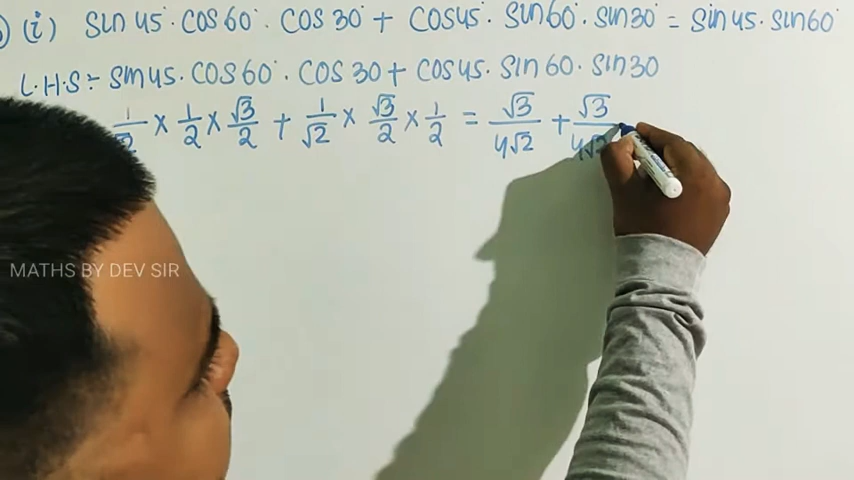 (i) sin 45°·cos 60°·cos 30° + cos 45°·sin 60°·sin 30° = sin 45·sin 60°
L.H.S ÷ sin 45·cos 60°·cos 30 + cos 45·sin 60·sin 30
1/√2 × 1/2 × √3/2 + 1/√2 × √3/2 × 1/2 = √3/4√2 + √3/4√2
MATHS BY DEV SIR